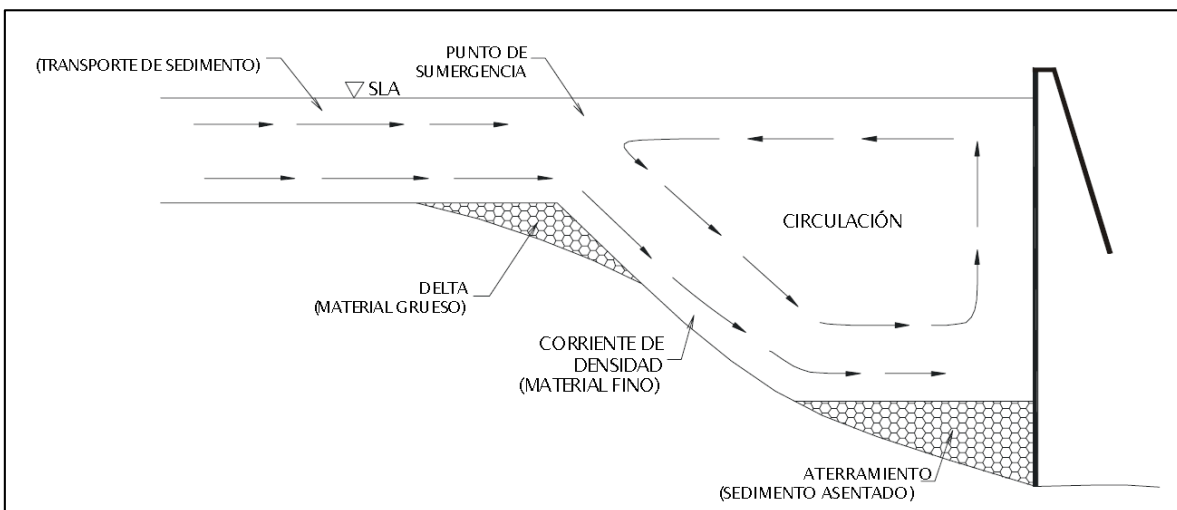 (TRANSPORTE DE SEDIMENTO)
SLA
PUNTO DE
SUMERGENCIA
CIRCULACIÓN
DELTA
(MATERIAL GRUESO)
CORRIENTE DE
DENSIDAD
(MATERIAL FINO)
ATERRAMIENTO
(SEDIMENTO ASENTADO)